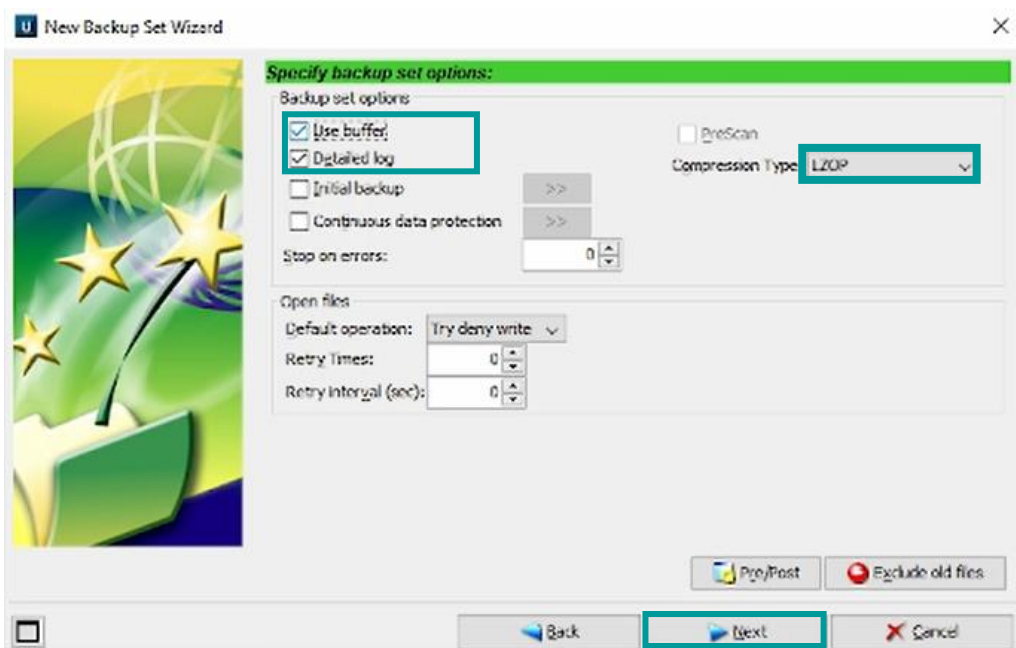 U New Backup Set Wizard
Specify backup set options:
Backup set options
Use buffer
Detailed log
PreScan
Compression Type LZOP
Initial backup >>
Continuous data protection >>
Stop on errors: 0
Open files
Default operation: Try deny write
Retry Times: 0
Retry interval (sec): 0
Pre/Post Exclude old files
Back Next Cancel